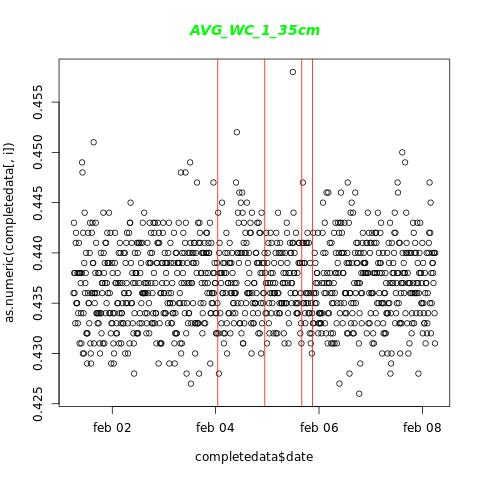 AVG_WC_1_35cm
as.numeric(completedata[, i])
0.455
0.450
0.445
0.440
0.435
0.430
0.425
feb 02
feb 04
feb 06
feb 08
completedata$date